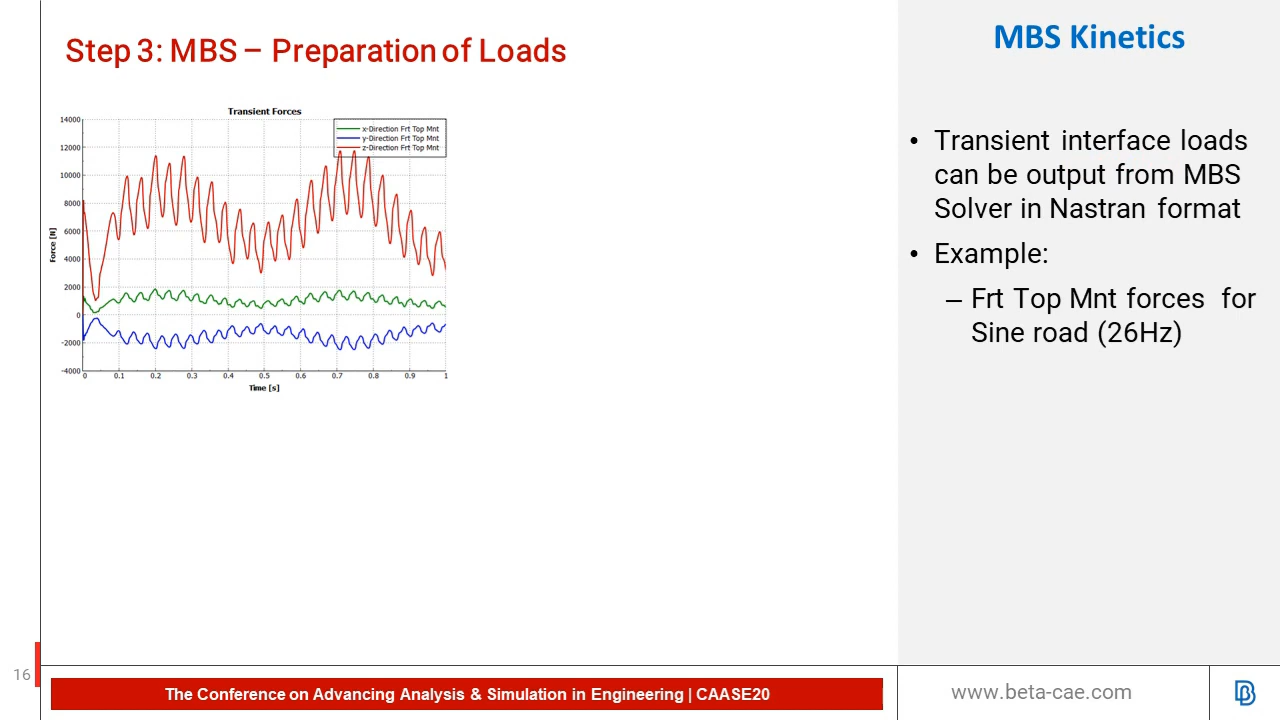 Step 3: MBS – Preparation of Loads
MBS Kinetics
Transient Forces
x-Direction Frt Top Mnt
y-Direction Frt Top Mnt
z-Direction Frt Top Mnt
14000
12000
10000
8000
6000
4000
2000
0
-2000
-4000
Force [N]
0 0.1 0.2 0.3 0.4 0.5 0.6 0.7 0.8 0.9 1
Time [s]
• Transient interface loads
can be output from MBS
Solver in Nastran format
• Example:
– Frt Top Mnt forces for
Sine road (26Hz)
16
The Conference on Advancing Analysis & Simulation in Engineering | CAASE20
www.beta-cae.com